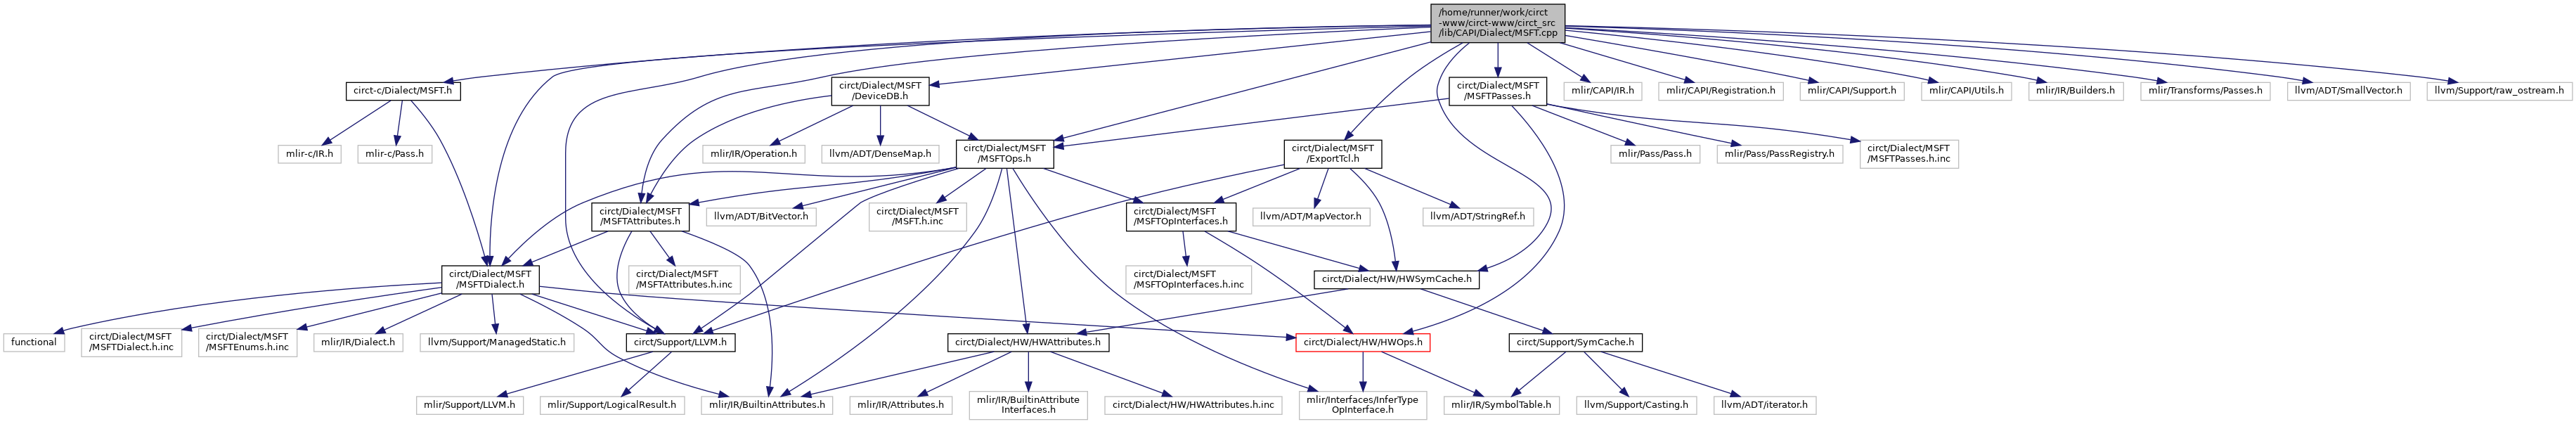 /home/runner/work/circt
-www/circt-www/circt_src
/lib/CAPI/Dialect/MSFT.cpp
circt-c/Dialect/MSFT.h
circt/Dialect/MSFT
/DeviceDB.h
circt/Dialect/MSFT
/MSFTPasses.h
mlir/CAPI/IR.h
mlir/CAPI/Registration.h
mlir/CAPI/Support.h
mlir/CAPI/Utils.h
mlir/IR/Builders.h
mlir/Transforms/Passes.h
llvm/ADT/SmallVector.h
llvm/Support/raw_ostream.h
mlir-c/IR.h
mlir-c/Pass.h
mlir/IR/Operation.h
llvm/ADT/DenseMap.h
circt/Dialect/MSFT
/MSFTOps.h
circt/Dialect/MSFT
/ExportTcl.h
mlir/Pass/Pass.h
mlir/Pass/PassRegistry.h
circt/Dialect/MSFT
/MSFTPasses.h.inc
circt/Dialect/MSFT
/MSFTAttributes.h
llvm/ADT/BitVector.h
circt/Dialect/MSFT
/MSFT.h.inc
circt/Dialect/MSFT
/MSFTOpInterfaces.h
llvm/ADT/MapVector.h
llvm/ADT/StringRef.h
circt/Dialect/MSFT
/MSFTDialect.h
circt/Dialect/MSFT
/MSFTAttributes.h.inc
circt/Dialect/MSFT
/MSFTOpInterfaces.h.inc
circt/Dialect/HW/HWSymCache.h
functional
circt/Dialect/MSFT
/MSFTDialect.h.inc
circt/Dialect/MSFT
/MSFTEnums.h.inc
mlir/IR/Dialect.h
llvm/Support/ManagedStatic.h
circt/Support/LLVM.h
circt/Dialect/HW/HWAttributes.h
circt/Dialect/HW/HWOps.h
circt/Support/SymCache.h
mlir/Support/LLVM.h
mlir/Support/LogicalResult.h
mlir/IR/BuiltinAttributes.h
mlir/IR/Attributes.h
mlir/IR/BuiltinAttribute
Interfaces.h
circt/Dialect/HW/HWAttributes.h.inc
mlir/Interfaces/InferType
OpInterface.h
mlir/IR/SymbolTable.h
llvm/Support/Casting.h
llvm/ADT/iterator.h